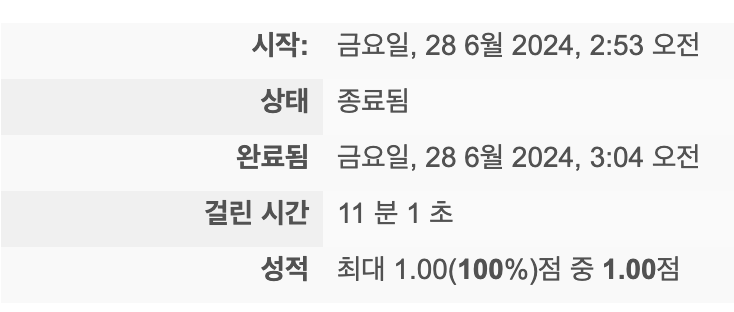 시작: 금요일, 28 6월 2024, 2:53 오전
상태 종료됨
완료됨 금요일, 28 6월 2024, 3:04 오전
걸린 시간 11 분 1 초
성적 최대 1.00(100%)점 중 1.00점